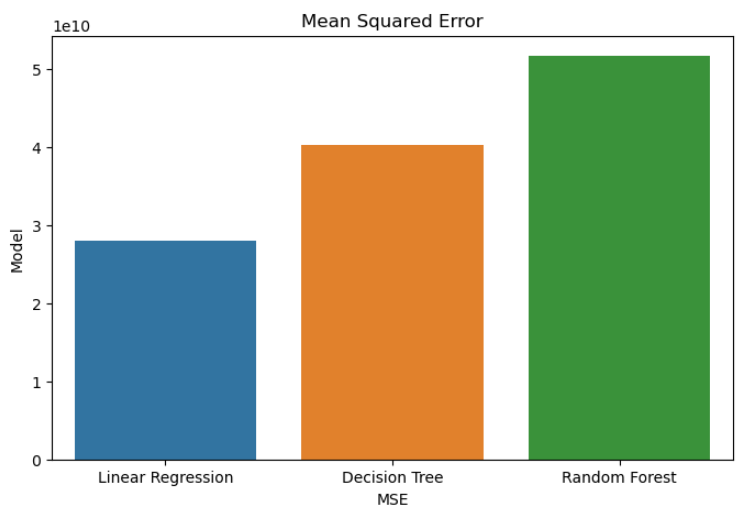 Mean Squared Error
1e10
5
4
3
2
1
0
Model
Linear Regression
Decision Tree
Random Forest
MSE